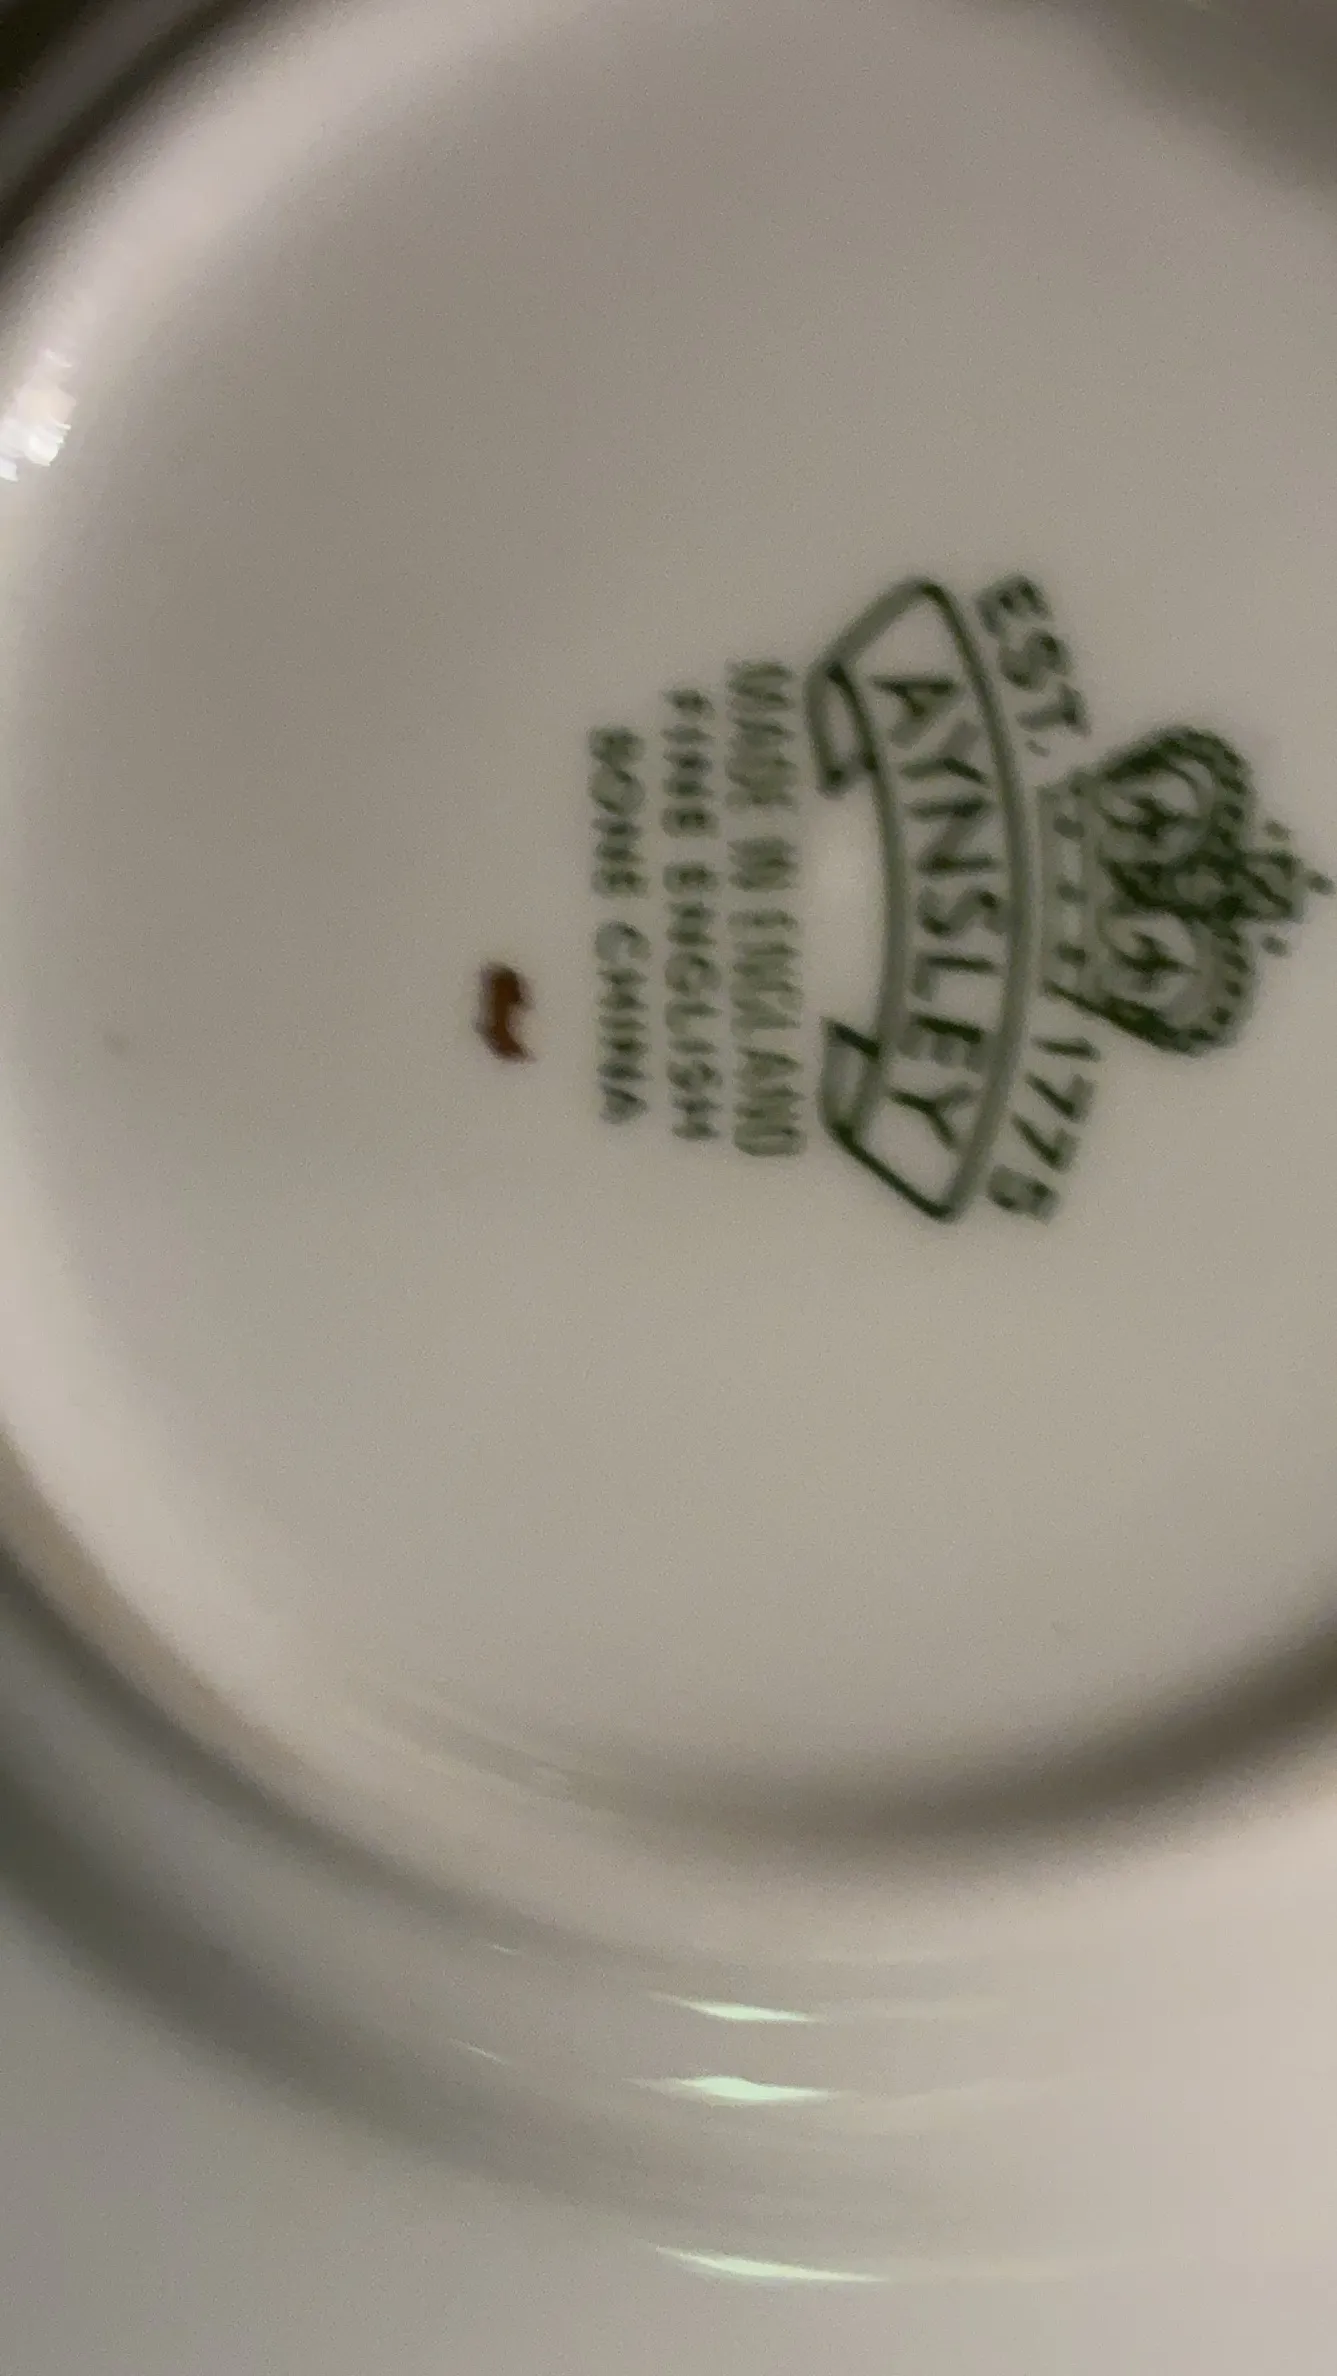 EST. 1775
AYNSLEY
MADE IN ENGLAND
FINE ENGLISH
BONE CHINA